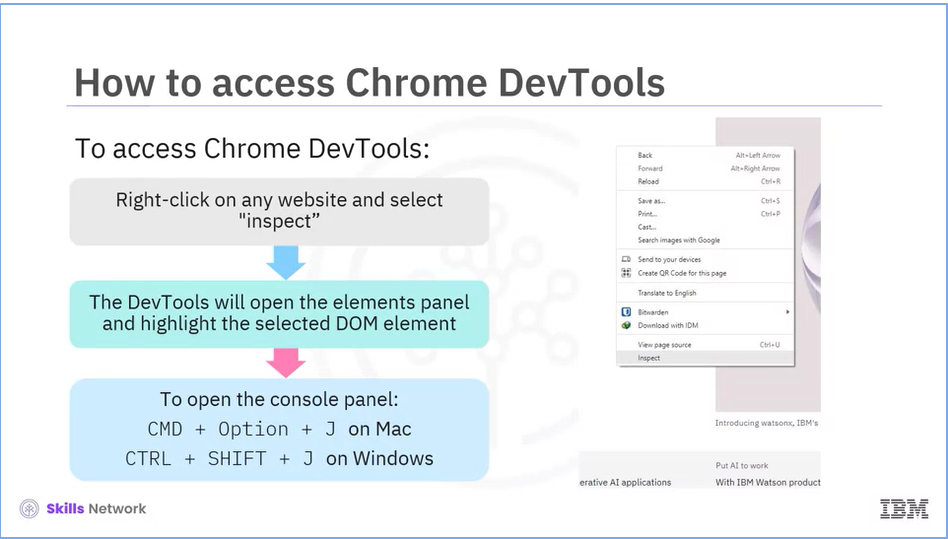 How to access Chrome DevTools
To access Chrome DevTools:
Right-click on any website and select
"inspect”
The DevTools will open the elements panel
and highlight the selected DOM element
To open the console panel:
CMD + Option + J on Mac
CTRL + SHIFT + J on Windows
Back Alt+Left Arrow
Forward Alt+Right Arrow
Reload Ctrl+R
Save as... Ctrl+S
Print... Ctrl+P
Cast...
Search images with Google
Send to your devices
Create QR Code for this page
Translate to English
Bitwarden
Download with IDM
View page source Ctrl+U
Inspect
Introducing watsonx, IBM's
Put AI to work
erative AI applications
With IBM Watson product
Skills Network
IBM